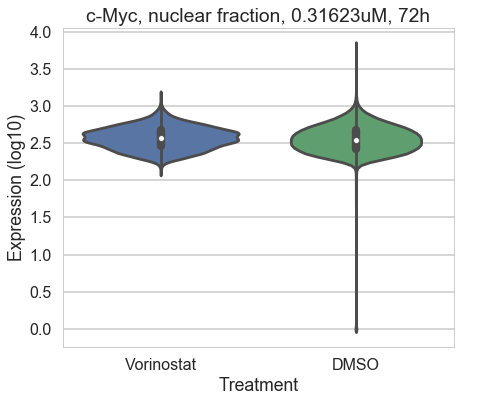 c-Myc, nuclear fraction, 0.31623uM, 72h
4.0
3.5
3.0
2.5
2.0
1.5
1.0
0.5
0.0
Expression (log10)
Vorinostat DMSO
Treatment